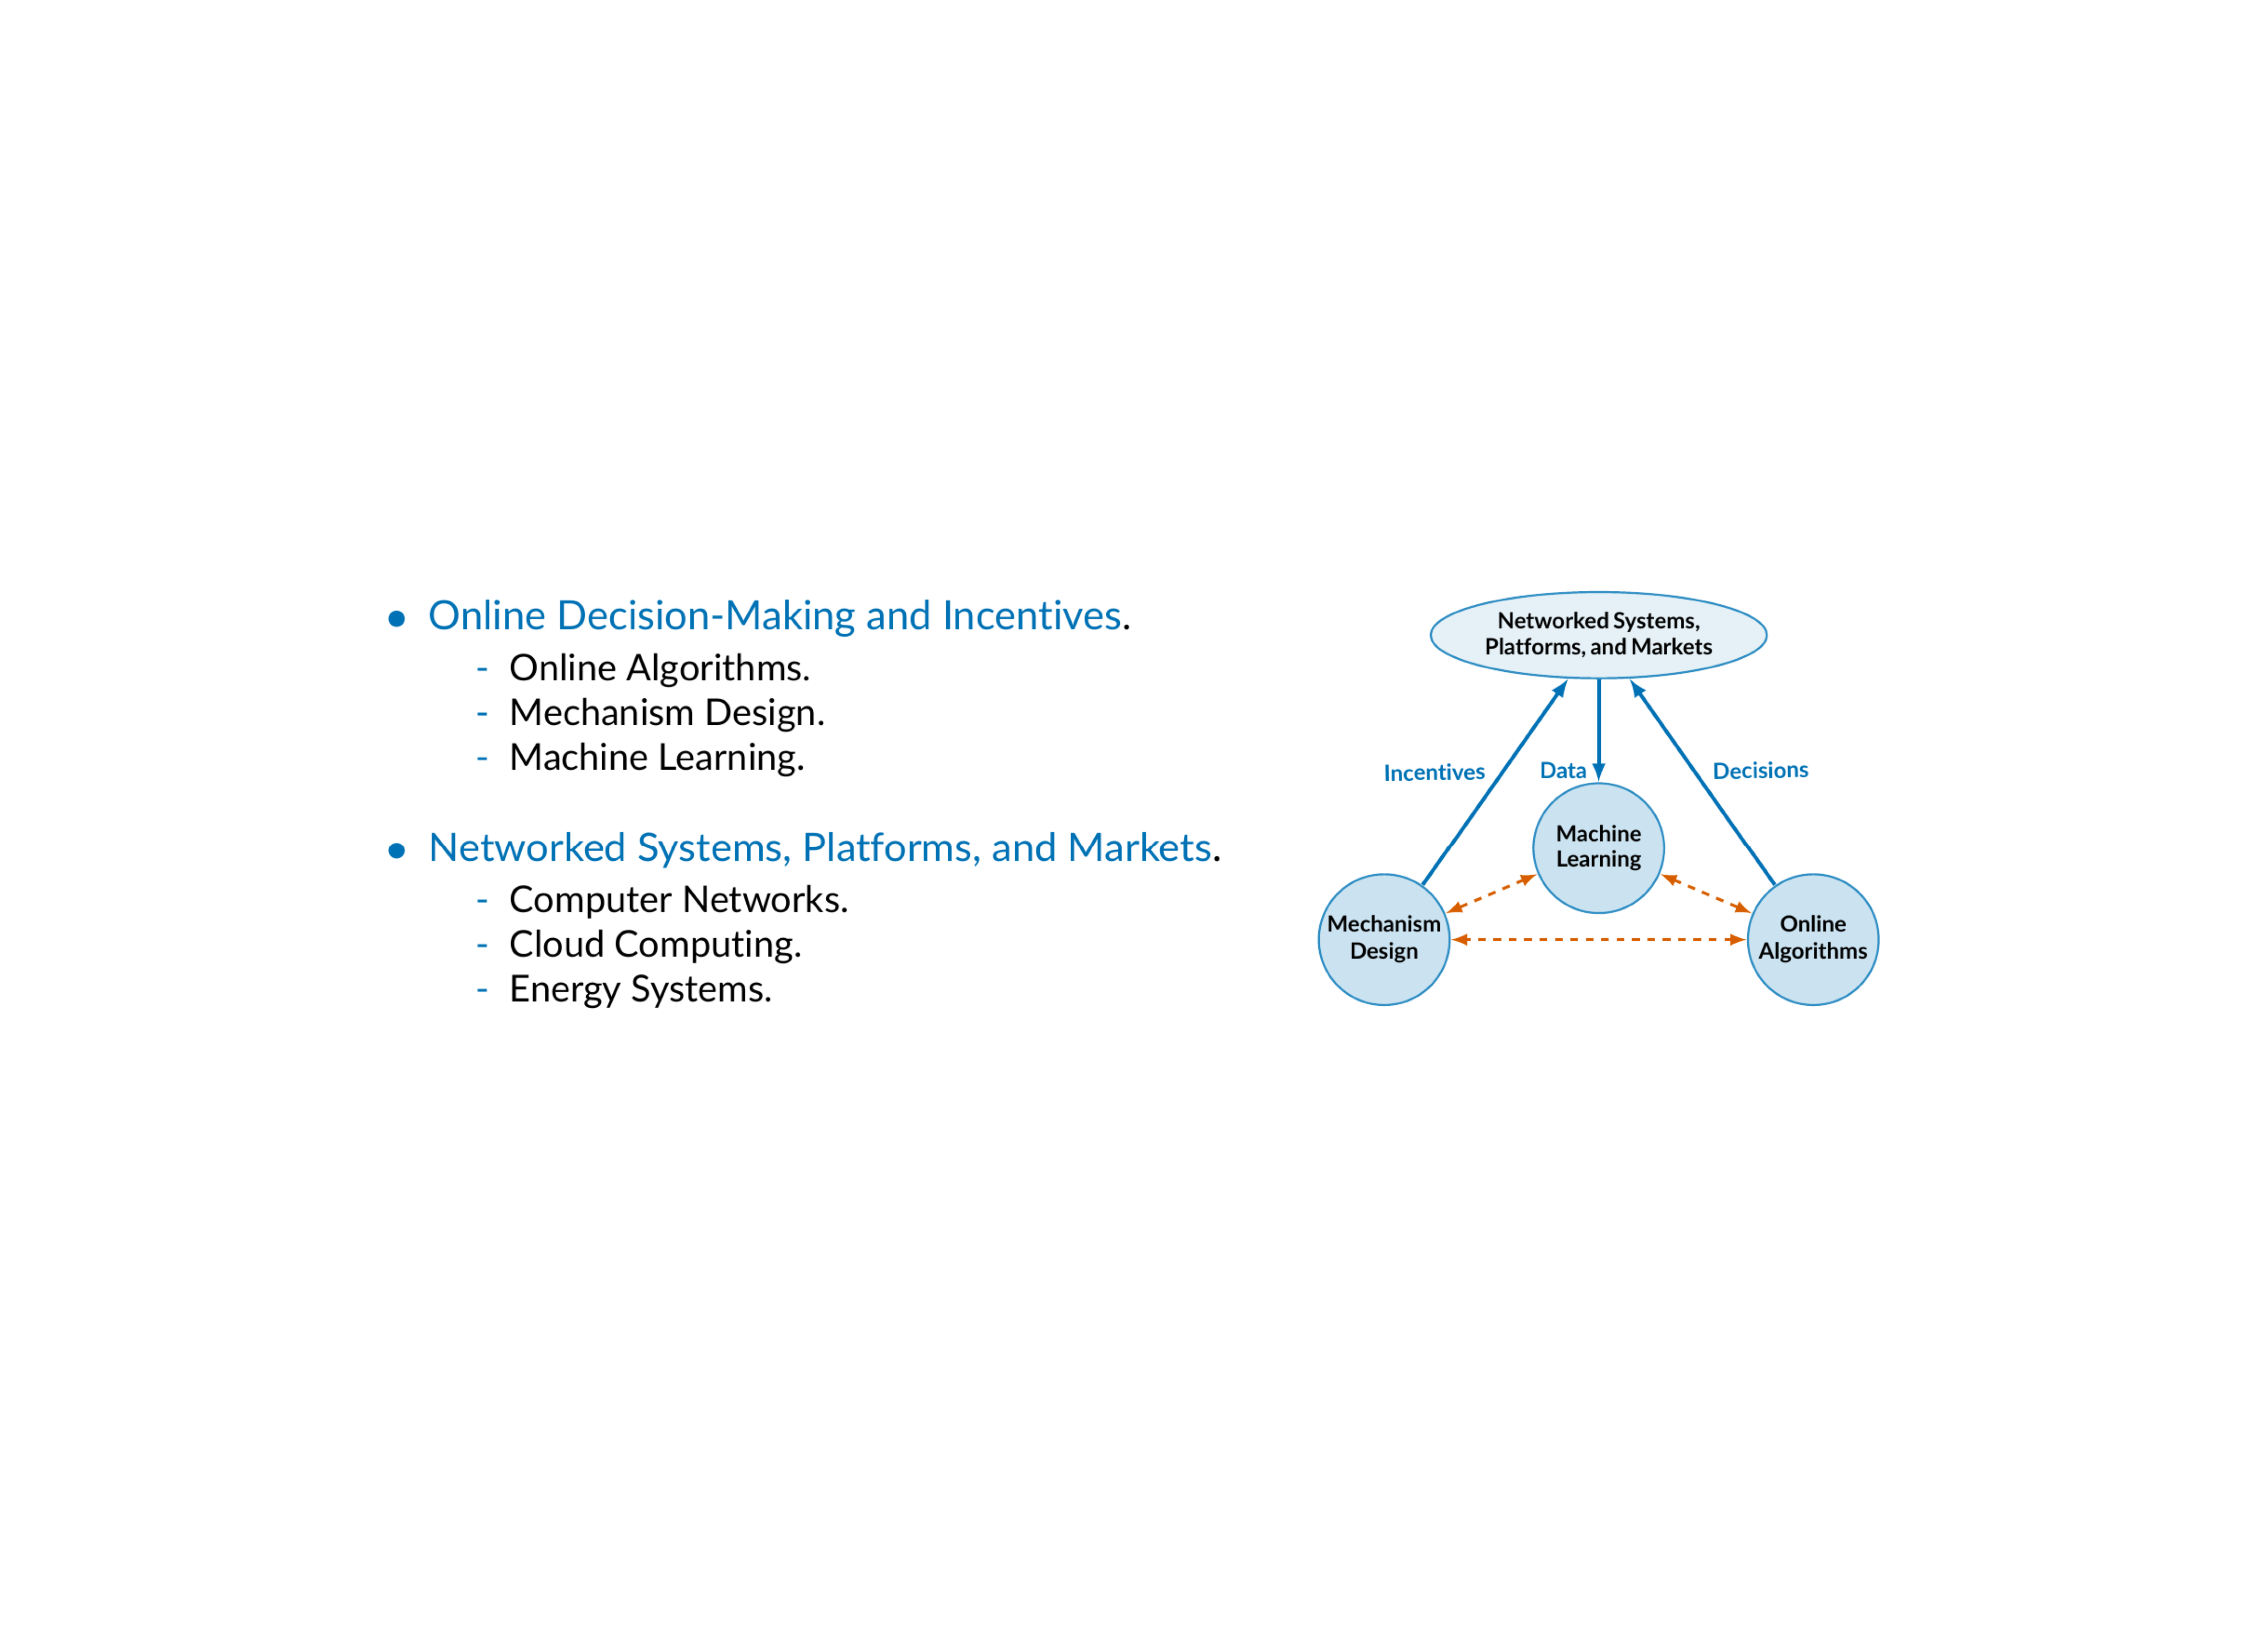 ● Online Decision-Making and Incentives.
- Online Algorithms.
- Mechanism Design.
- Machine Learning.
● Networked Systems, Platforms, and Markets.
- Computer Networks.
- Cloud Computing.
- Energy Systems.
Networked Systems,
Platforms, and Markets
Incentives
Data
Decisions
Machine
Learning
Mechanism
Design
Online
Algorithms